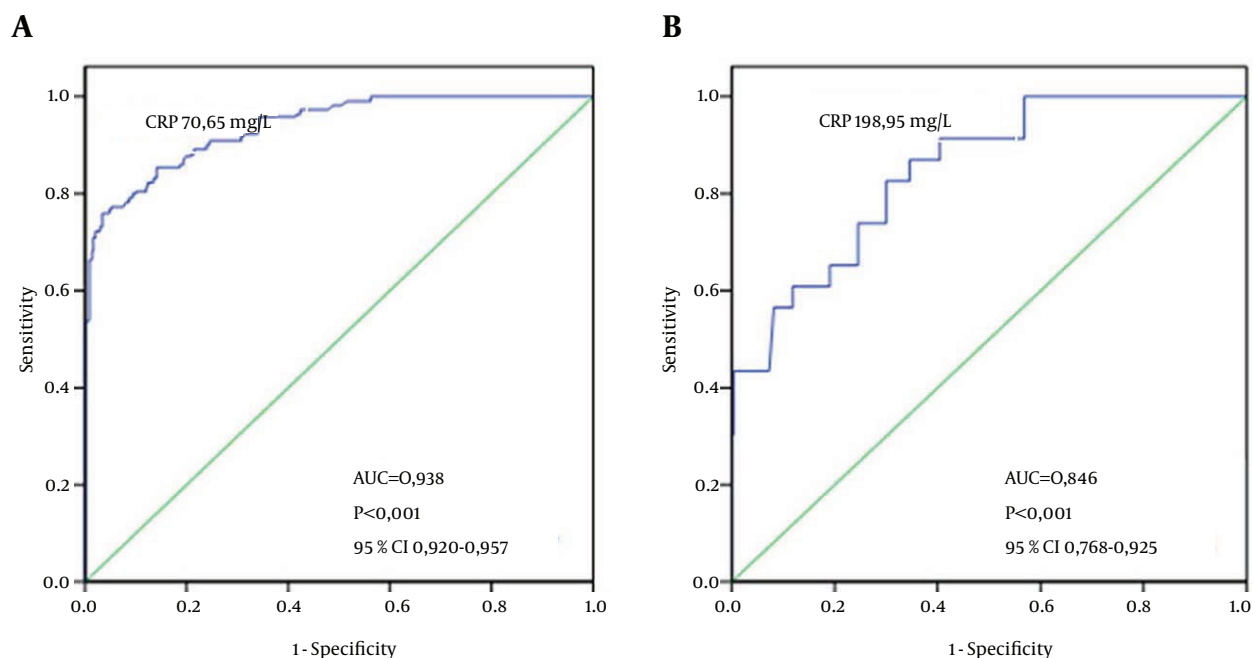 A
B
1.0
0.8
0.6
0.4
0.2
0.0
Sensitivity
CRP 70,65 mg/L
AUC=0,938
P<0,001
95 % CI 0,920-0,957
0.0 0.2 0.4 0.6 0.8 1.0
1- Specificity
1.0
0.8
0.6
0.4
0.2
0.0
Sensitivity
CRP 198,95 mg/L
AUC=0,846
P<0,001
95 % CI 0,768-0,925
0.0 0.2 0.4 0.6 0.8 1.0
1- Specificity